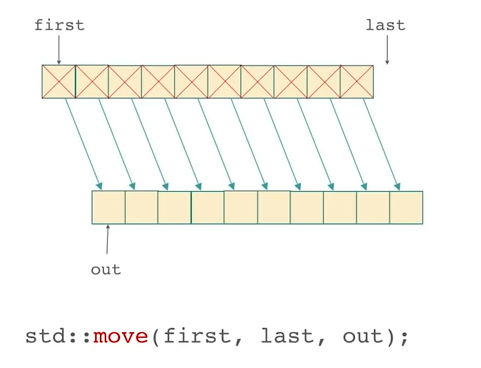 first last
out
std::move(first, last, out);